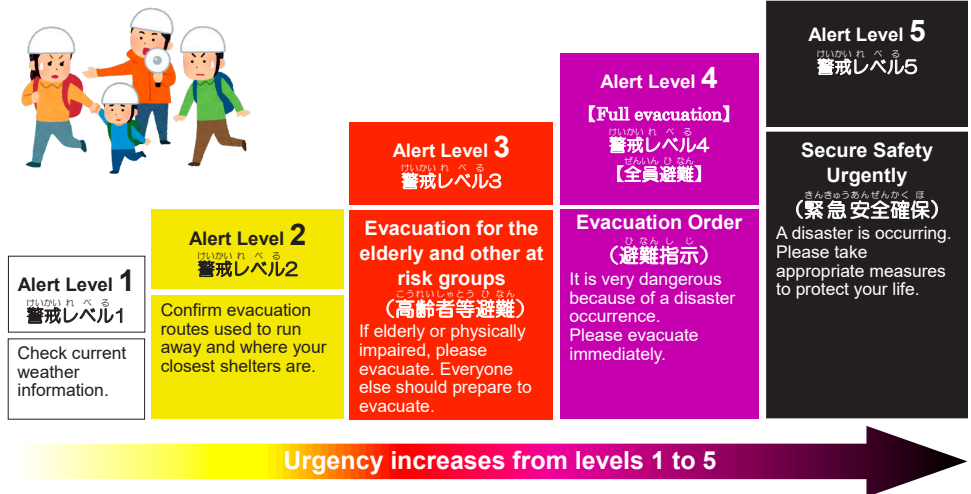 Alert Level 1
けいかい れ べ る
警戒レベル1
Check current
weather
information.
Alert Level 2
けいかい れ べ る
警戒レベル2
Confirm evacuation
routes used to run
away and where your
closest shelters are.
Alert Level 3
けいかい れ べ る
警戒レベル3
Evacuation for the
elderly and other at
risk groups
こうれいしゃとう ひ なん
（高齢者等避難）
If elderly or physically
impaired, please
evacuate. Everyone
else should prepare to
evacuate.
Alert Level 4
【Full evacuation】
けいかい れ べ る
警戒レベル4
ぜんいん ひ なん
【全員避難】
Evacuation Order
ひ なん し じ
（避難指示）
It is very dangerous
because of a disaster
occurrence.
Please evacuate
immediately.
Alert Level 5
けいかい れ べ る
警戒レベル5
Secure Safety
Urgently
きんきゅうあんぜんかく ほ
（緊急安全確保）
A disaster is occurring.
Please take
appropriate measures
to protect your life.
Urgency increases from levels 1 to 5